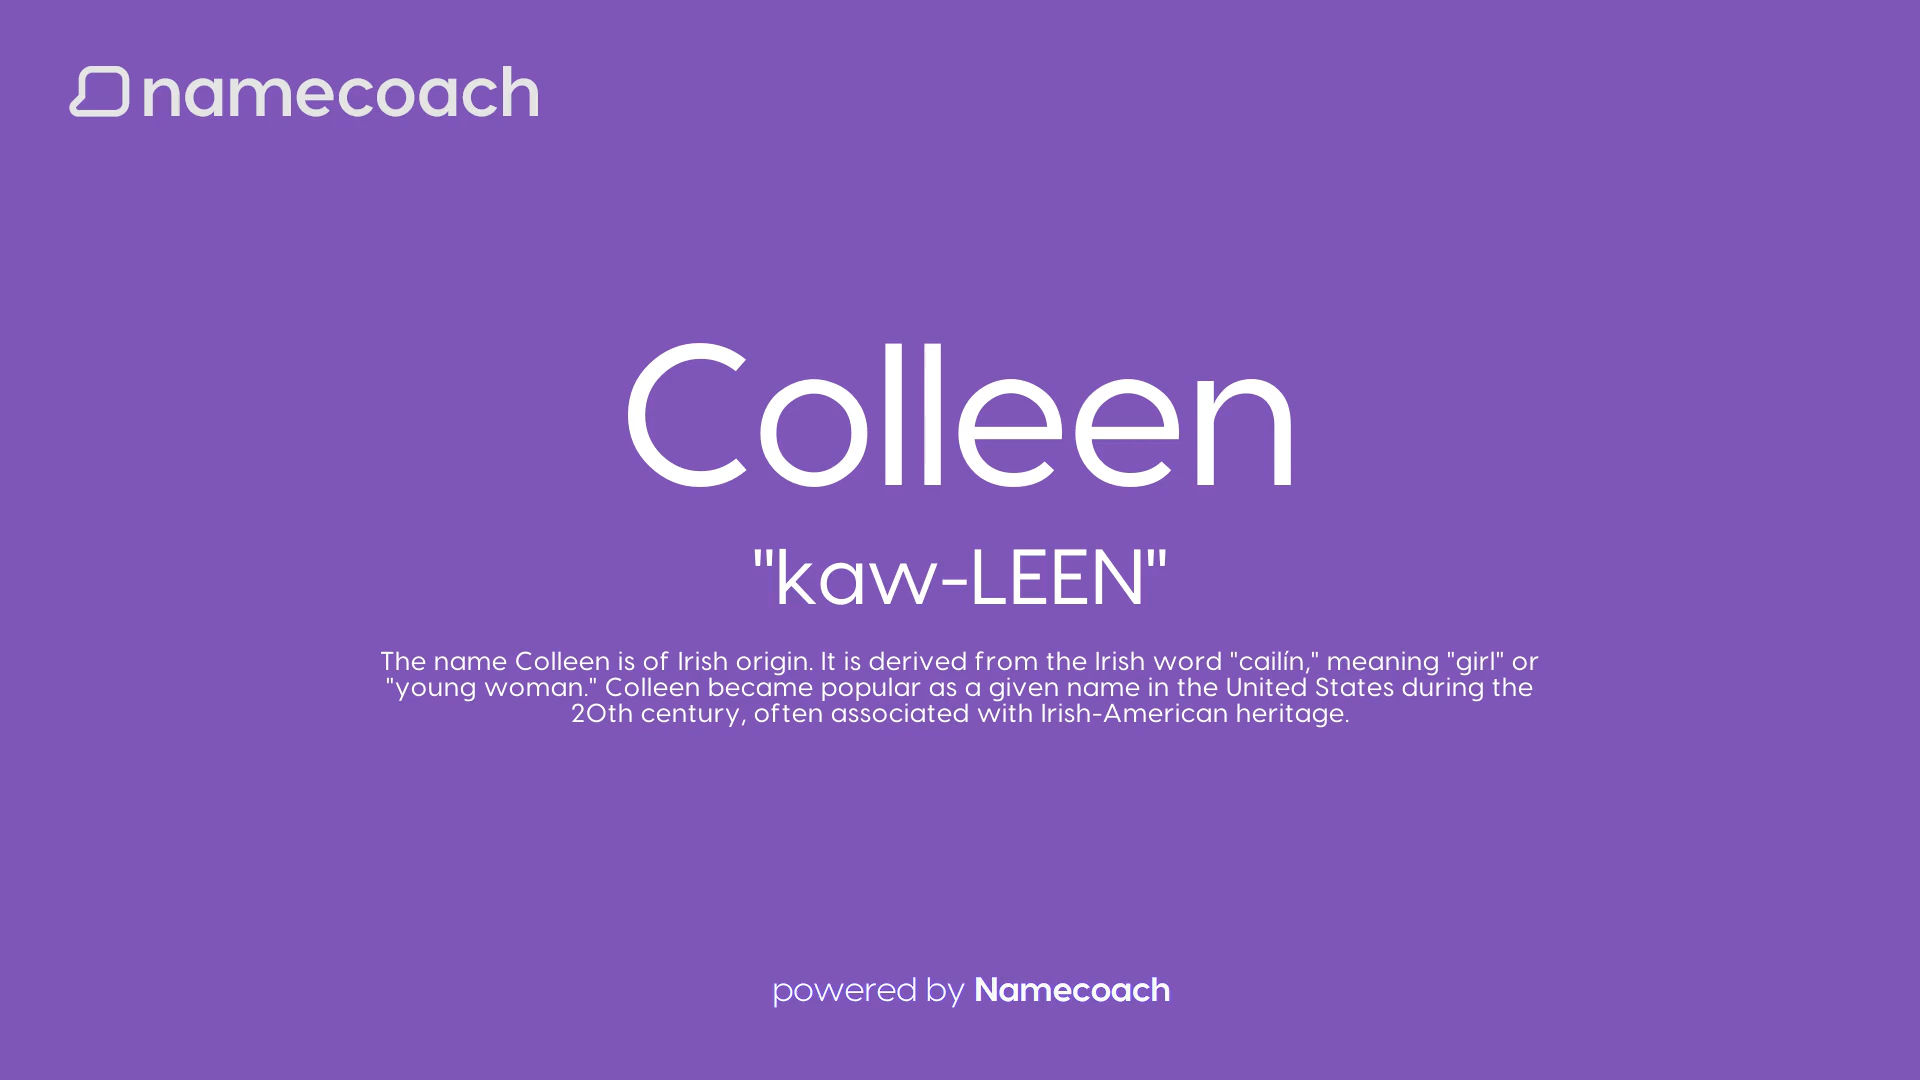 namecoach
Colleen
"kaw-LEEN"
The name Colleen is of Irish origin. It is derived from the Irish word "cailín," meaning "girl" or
"young woman." Colleen became popular as a given name in the United States during the
20th century, often associated with Irish-American heritage.
powered by Namecoach